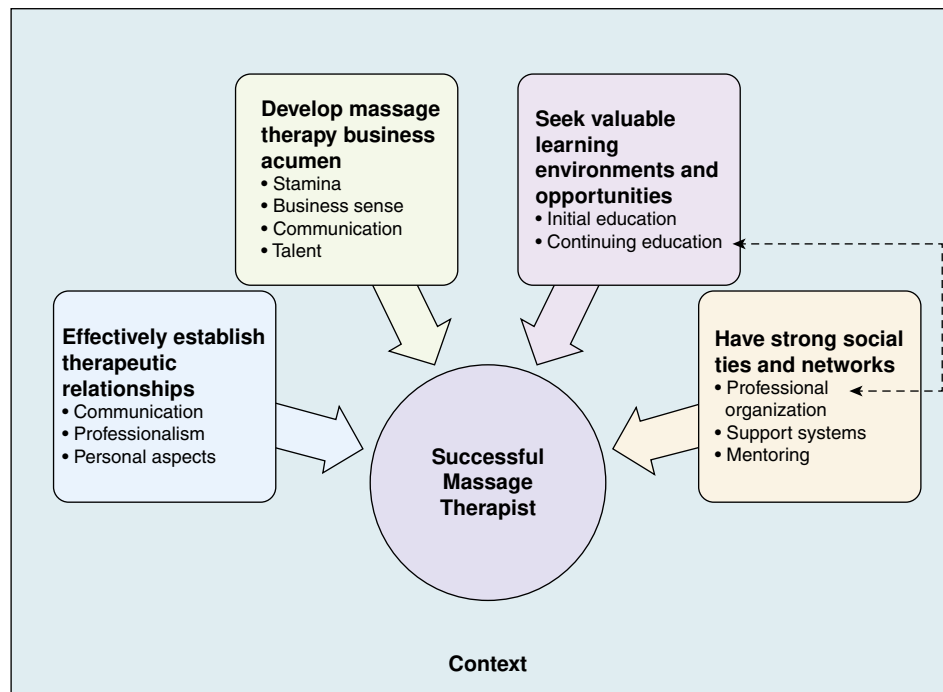 Develop massage
therapy business
acumen
• Stamina
• Business sense
• Communication
• Talent
Seek valuable
learning
environments and
opportunities
• Initial education
• Continuing education
Effectively establish
therapeutic
relationships
• Communication
• Professionalism
• Personal aspects
Have strong social
ties and networks
• Professional
organization
• Support systems
• Mentoring
Successful
Massage
Therapist
Context